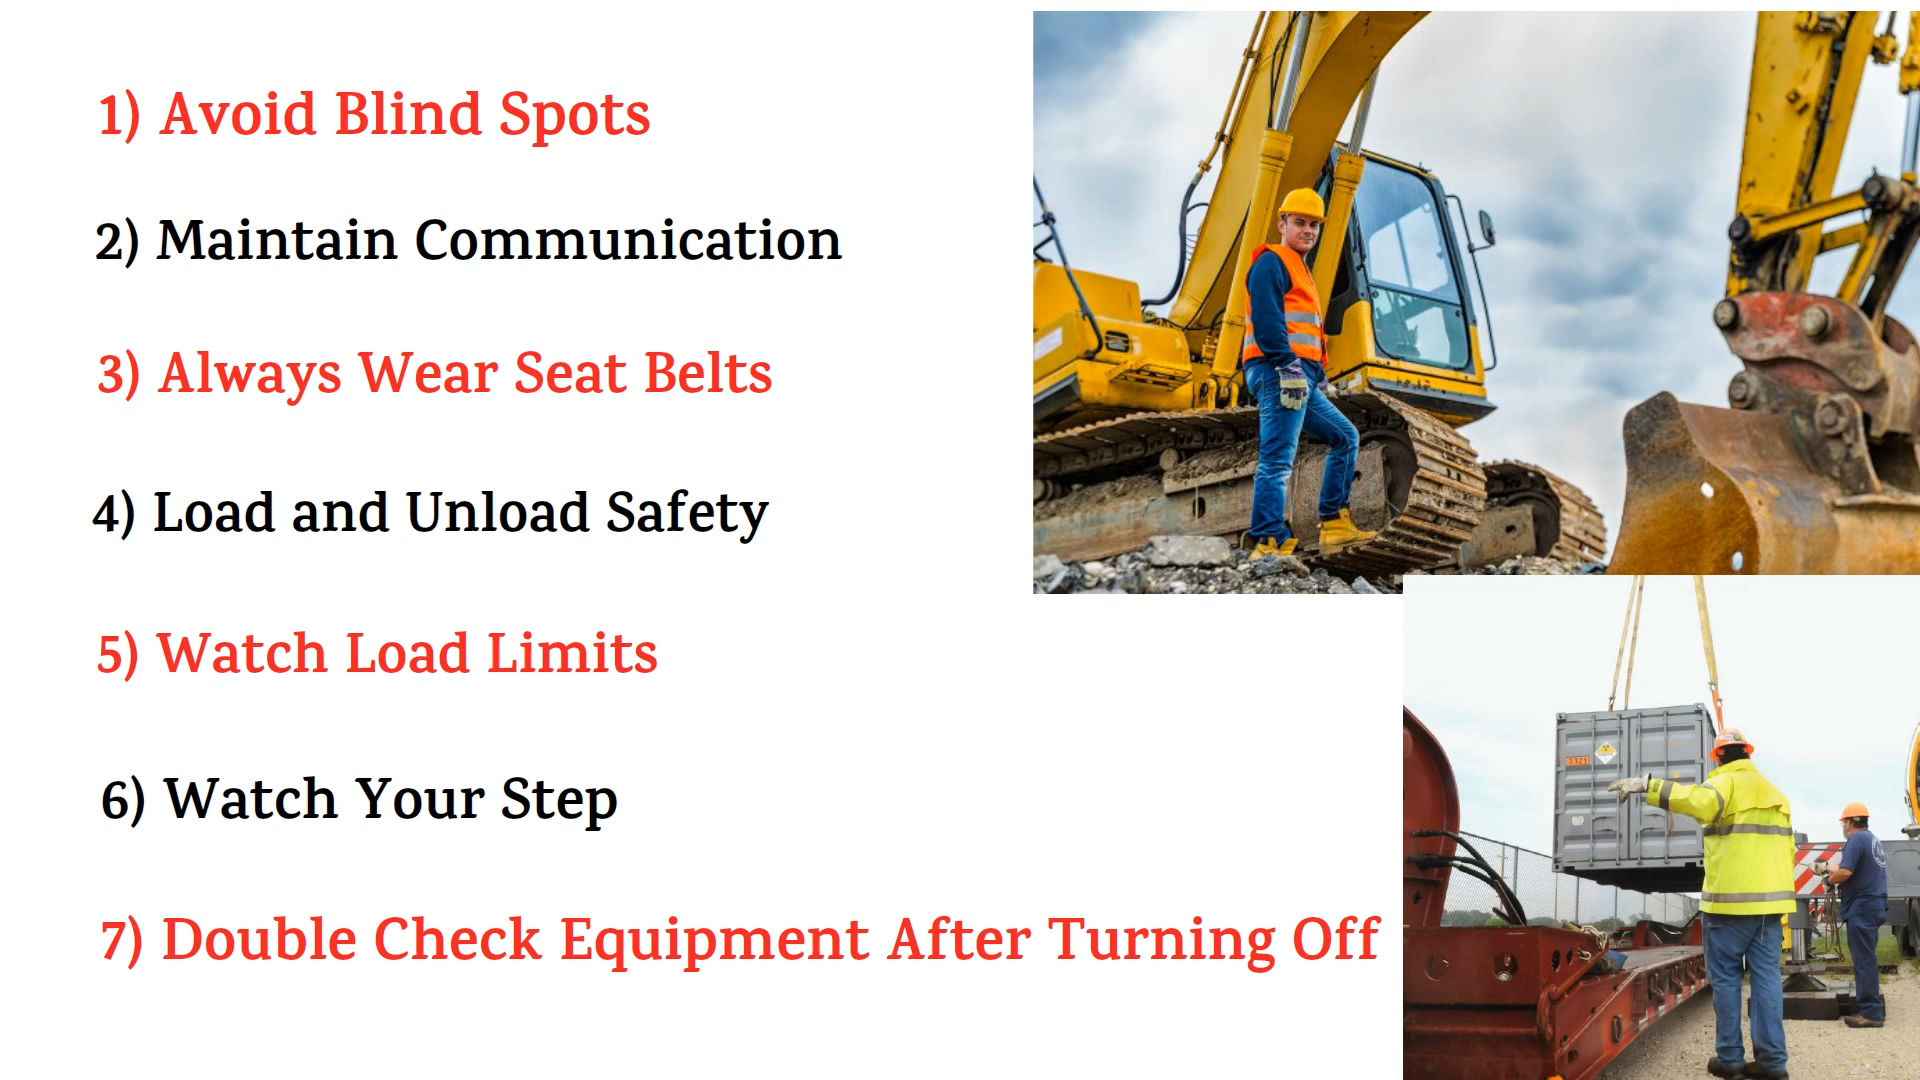 1) Avoid Blind Spots
2) Maintain Communication
3) Always Wear Seat Belts
4) Load and Unload Safety
5) Watch Load Limits
6) Watch Your Step
7) Double Check Equipment After Turning Off